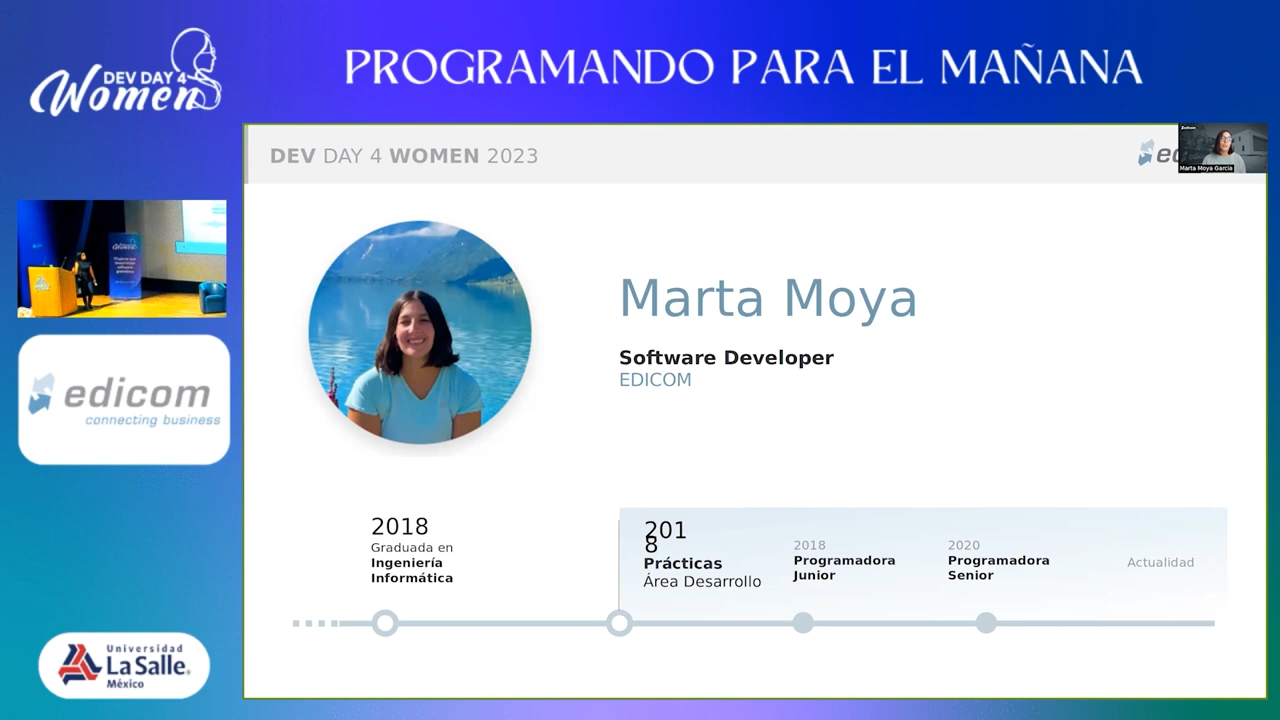 DEV DAY 4
Women
PROGRAMANDO PARA EL MAÑANA
DEV DAY 4 WOMEN 2023
Marta Moya Garcia
edicom
connecting business
Marta Moya
Software Developer
EDICOM
2018
Graduada en
Ingeniería
Informática
201
8
Prácticas
Área Desarrollo
2018
Programadora
Junior
2020
Programadora
Senior
Actualidad
Universidad
La Salle®
México